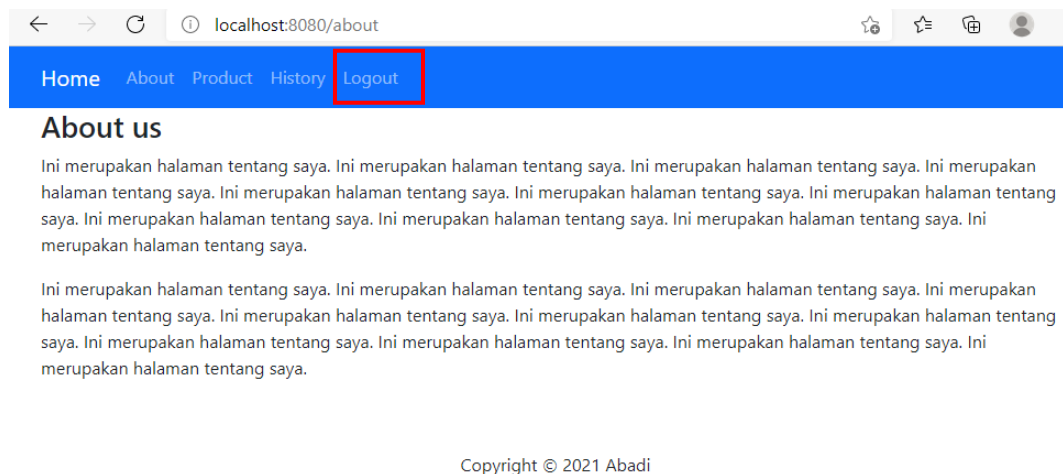 localhost:8080/about
Home About Product History Logout
About us
Ini merupakan halaman tentang saya. Ini merupakan halaman tentang saya. Ini merupakan halaman tentang saya. Ini merupakan
halaman tentang saya. Ini merupakan halaman tentang saya. Ini merupakan halaman tentang saya. Ini merupakan halaman tentang
saya. Ini merupakan halaman tentang saya. Ini merupakan halaman tentang saya. Ini merupakan halaman tentang saya. Ini
merupakan halaman tentang saya.
Ini merupakan halaman tentang saya. Ini merupakan halaman tentang saya. Ini merupakan halaman tentang saya. Ini merupakan
halaman tentang saya. Ini merupakan halaman tentang saya. Ini merupakan halaman tentang saya. Ini merupakan halaman tentang
saya. Ini merupakan halaman tentang saya. Ini merupakan halaman tentang saya. Ini merupakan halaman tentang saya. Ini
merupakan halaman tentang saya.
Copyright © 2021 Abadi